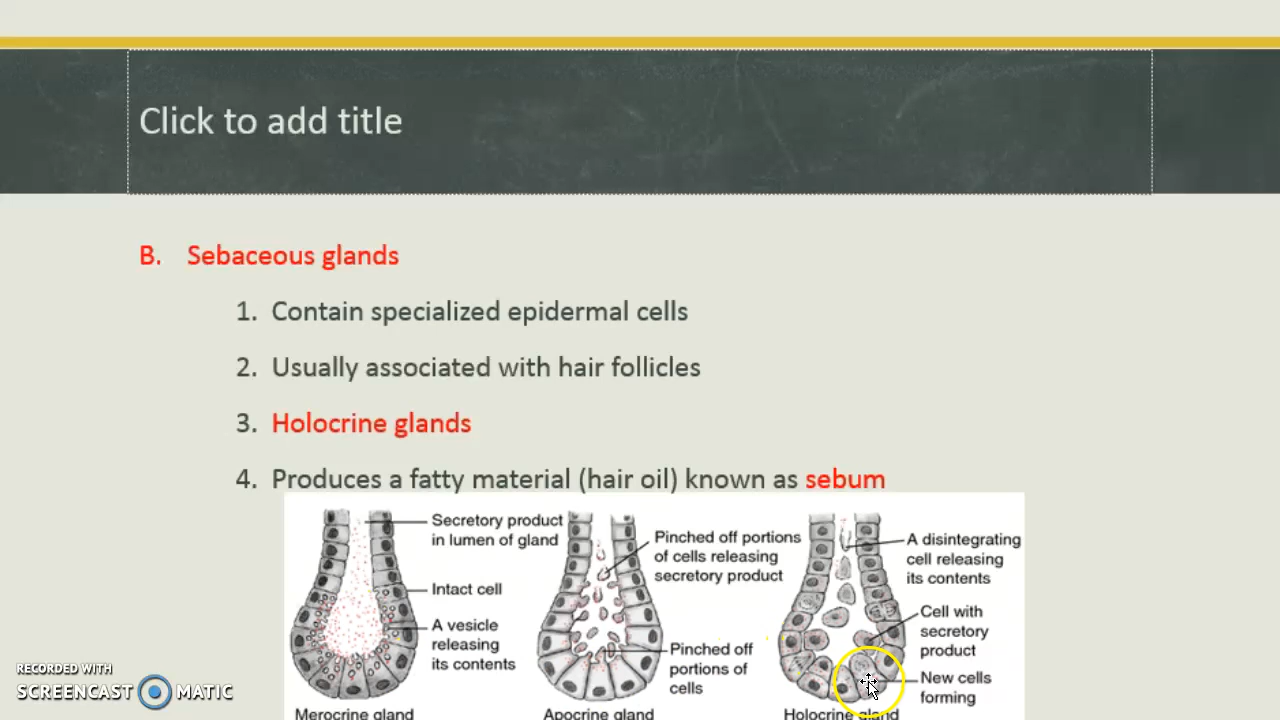 Click to add title
B. Sebaceous glands
1. Contain specialized epidermal cells
2. Usually associated with hair follicles
3. Holocrine glands
4. Produces a fatty material (hair oil) known as sebum
Secretory product
in lumen of gland
Intact cell
A vesicle
releasing
its contents
Merocrine gland
Pinched off portions
of cells releasing
secretory product
Pinched off
portions of
cells
Apocrine gland
A disintegrating
cell releasing
its contents
Cell with
secretory
product
New cells
forming
Holocrine gland
RECORDED WITH
SCREENCAST MATIC